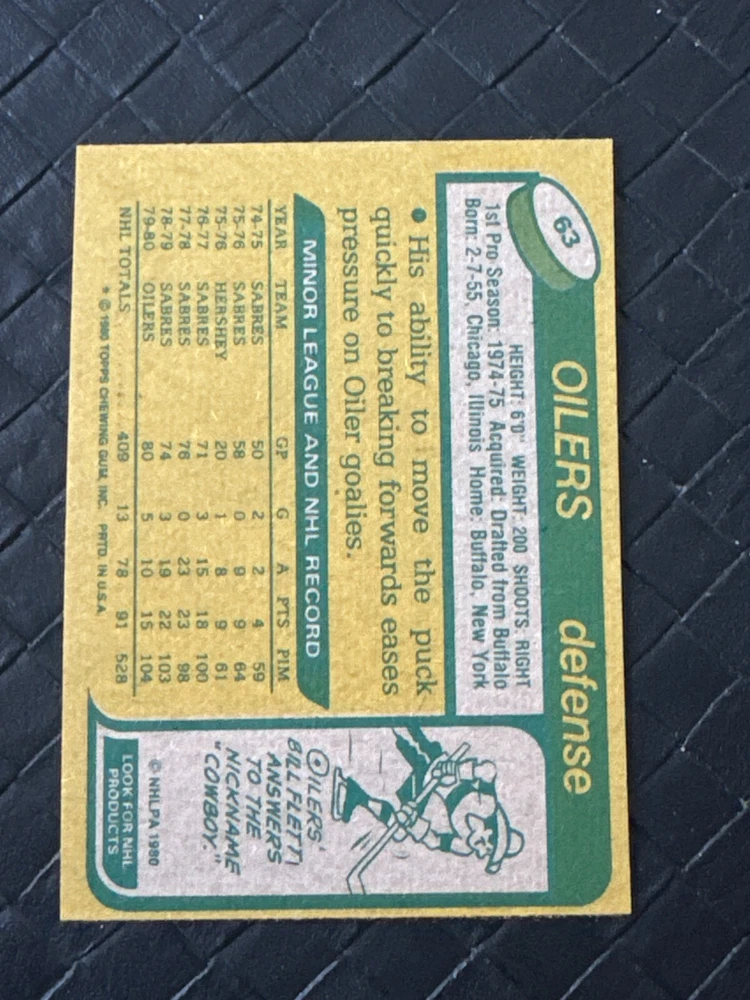 63
OILERS defense
HEIGHT: 6'0" WEIGHT: 200 SHOOTS: RIGHT
1st Pro Season: 1974-75 Acquired: Drafted from Buffalo
Born: 2-7-55, Chicago, Illinois Home: Buffalo, New York
• His ability to move the puck
quickly to breaking forwards eases
pressure on Oiler goalies.
MINOR LEAGUE AND NHL RECORD
YEAR TEAM GP G A PTS PIM
74-75 SABRES 50 2 2 4 59
75-76 SABRES 58 0 9 9 64
75-76 HERSHEY 20 1 8 9 61
76-77 SABRES 71 3 15 18 100
77-78 SABRES 76 0 23 23 98
78-79 SABRES 74 3 19 22 103
79-80 OILERS 80 5 10 15 104
NHL TOTALS ..... 409 13 78 91 528
* © 1980 TOPPS CHEWING GUM, INC. PRTD. IN U.S.A.
OILERS'
BILL FLETT
ANSWERS
TO THE
NICKNAME
"COWBOY."
© NHLPA 1980
LOOK FOR NHL
PRODUCTS